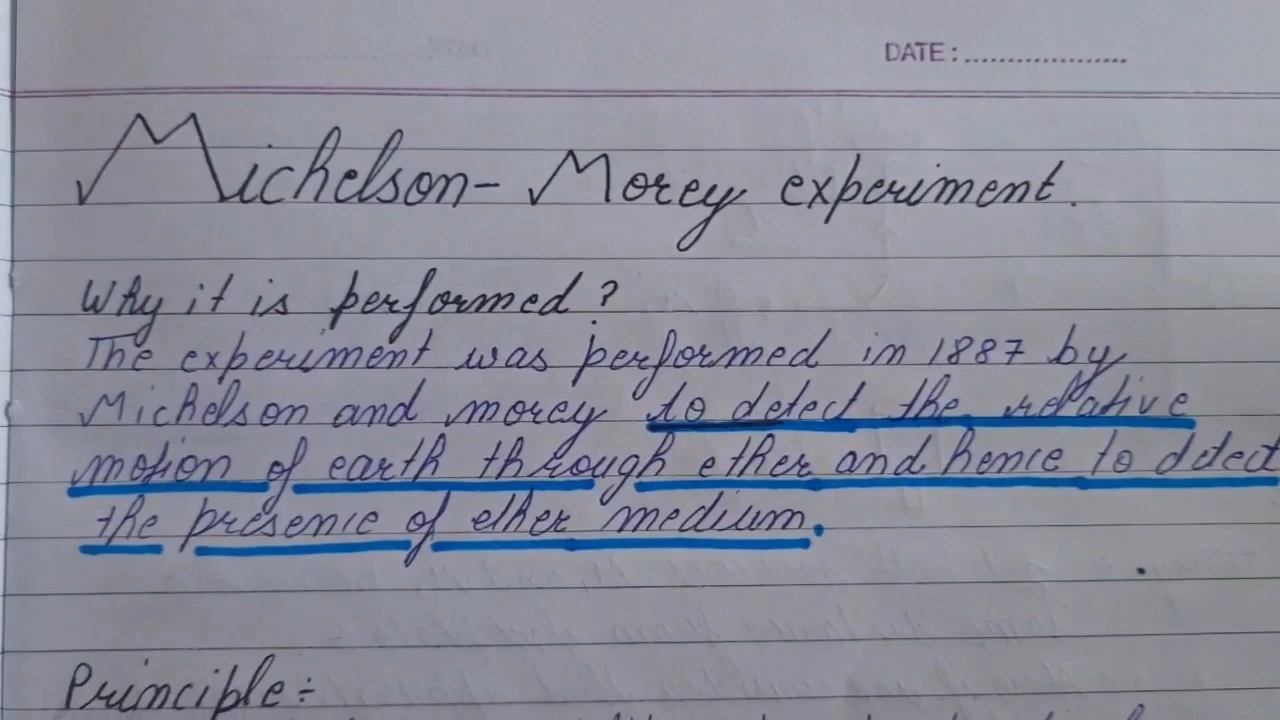 DATE : .....................
Michelson- Morey experiment.
Why it is performed ?
The experiment was performed in 1887 by
Michelson and morey to detect the relative
motion of earth through ether and hence to detect
the presence of ether medium.
Principle :-